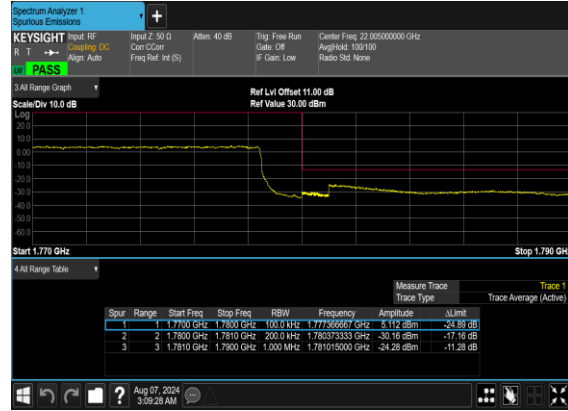 Spectrum Analyzer 1
Spurious Emissions
KEYSIGHT Input: RF Input Z: 50 Ω Atten: 40 dB Trig: Free Run Center Freq: 22.005000000 GHz
R T Coupling: DC Corr CCorr Gate: Off Avg|Hold: 100/100
Align: Auto Freq Ref: Int (S) IF Gain: Low Radio Std: None
PASS
3 All Range Graph
Ref Lvl Offset 11.00 dB
Scale/Div 10.0 dB Ref Value 30.00 dBm
Log
20.0
10.0
0.00
-10.0
-20.0
-30.0
-40.0
-50.0
-60.0
Start 1.770 GHz Stop 1.790 GH
4 All Range Table
Measure Trace Trace 1
Trace Type Trace Average (Active)
Spur Range Start Freq Stop Freq RBW Frequency Amplitude ΔLimit
1 1 1.7700 GHz 1.7800 GHz 100.0 kHz 1.777366667 GHz 5.112 dBm -24.89 dB
2 2 1.7800 GHz 1.7810 GHz 200.0 kHz 1.780373333 GHz -30.16 dBm -17.16 dB
3 3 1.7810 GHz 1.7900 GHz 1.000 MHz 1.781015000 GHz -24.28 dBm -11.28 dB
Aug 07, 2024
3:09:28 AM